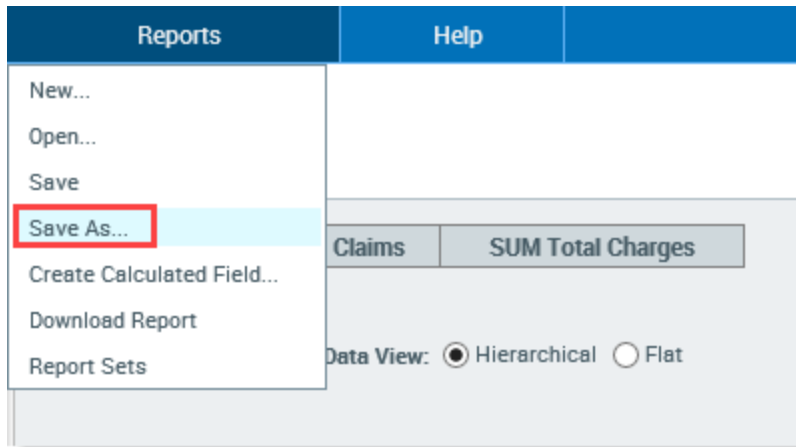 Reports Help
New...
Open...
Save
Save As...
Claims SUM Total Charges
Create Calculated Field...
Download Report
Data View: Hierarchical Flat
Report Sets